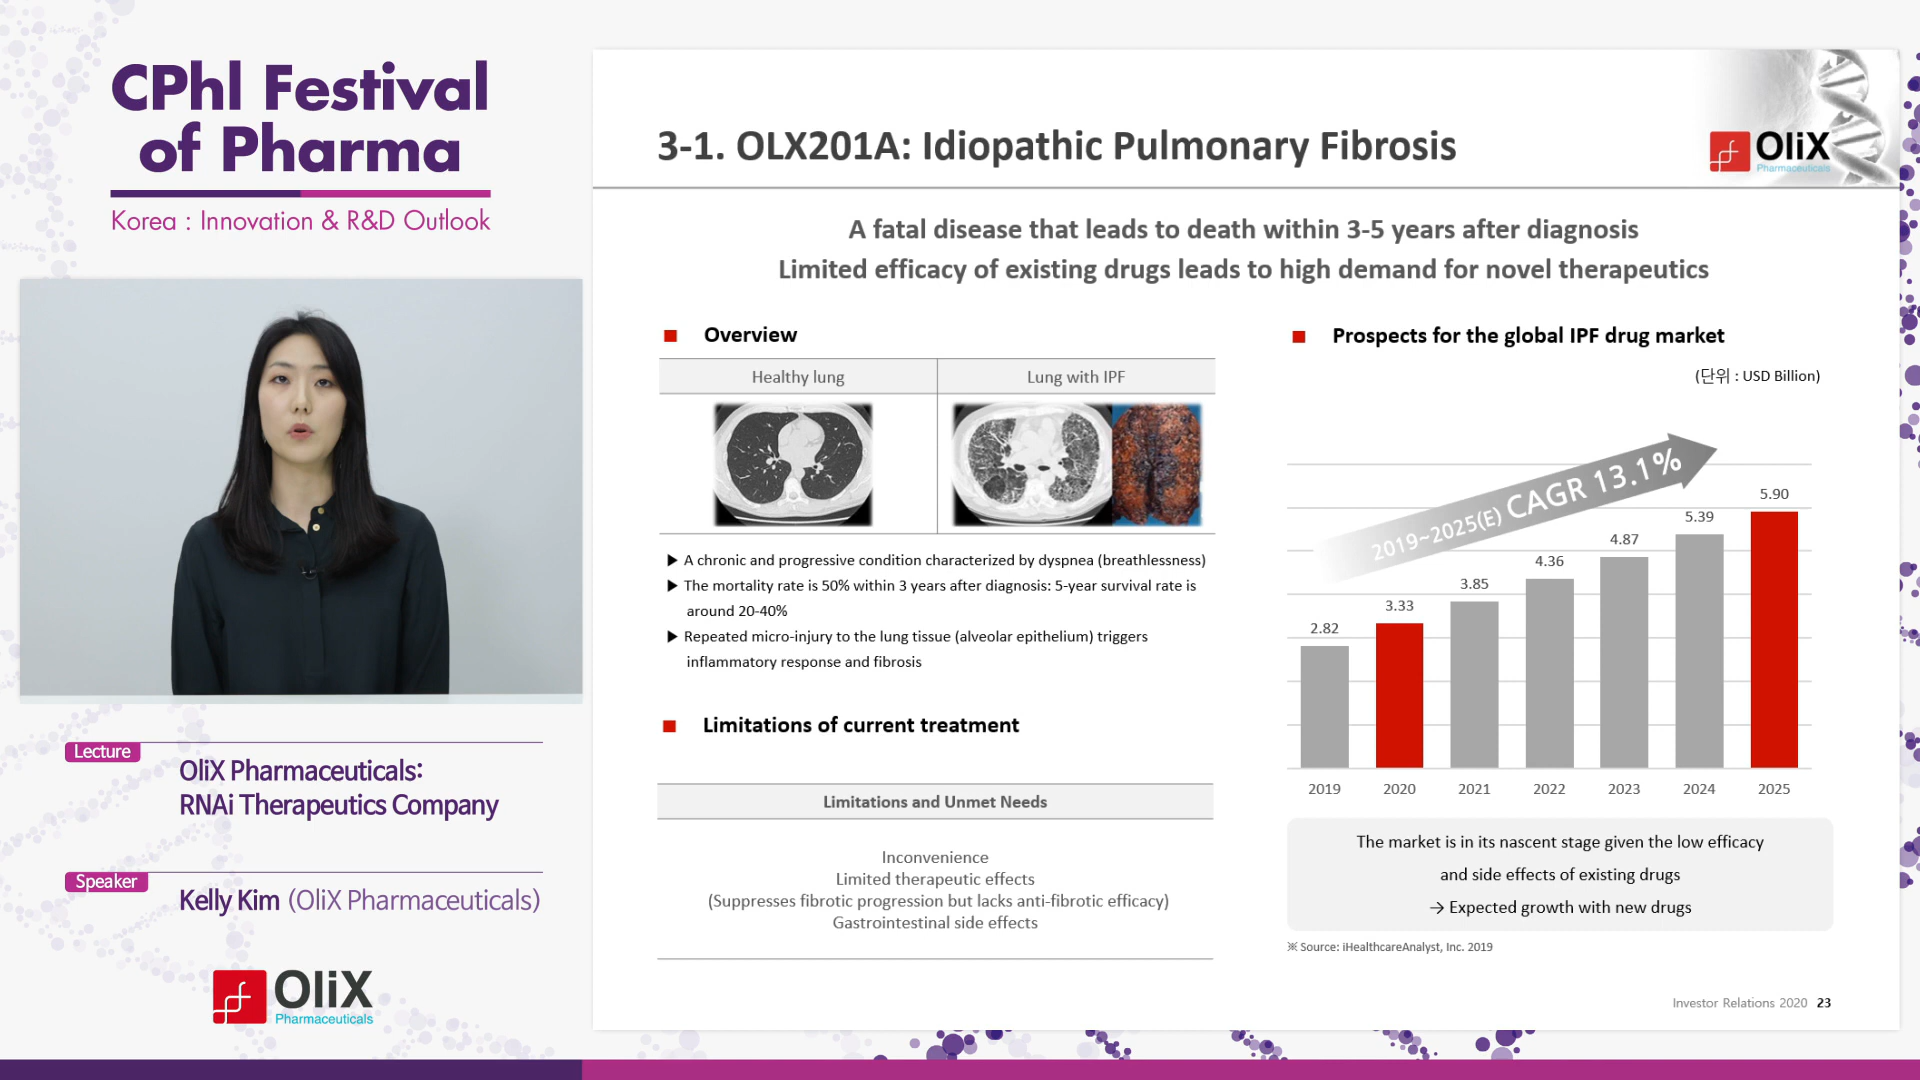 CPhl Festival
of Pharma
Korea : Innovation & R&D Outlook
Lecture
OliX Pharmaceuticals:
RNAi Therapeutics Company
Speaker
Kelly Kim (OliX Pharmaceuticals)
OliX
Pharmaceuticals
3-1. OLX201A: Idiopathic Pulmonary Fibrosis
OliX
Pharmaceuticals
A fatal disease that leads to death within 3-5 years after diagnosis
Limited efficacy of existing drugs leads to high demand for novel therapeutics
■ Overview
Healthy lung
Lung with IPF
▶ A chronic and progressive condition characterized by dyspnea (breathlessness)
▶ The mortality rate is 50% within 3 years after diagnosis: 5-year survival rate is
around 20-40%
▶ Repeated micro-injury to the lung tissue (alveolar epithelium) triggers
inflammatory response and fibrosis
■ Limitations of current treatment
Limitations and Unmet Needs
Inconvenience
Limited therapeutic effects
(Suppresses fibrotic progression but lacks anti-fibrotic efficacy)
Gastrointestinal side effects
■ Prospects for the global IPF drug market
(단위 : USD Billion)
2019~2025(E) CAGR 13.1%
2.82
3.33
3.85
4.36
4.87
5.39
5.90
2019 2020 2021 2022 2023 2024 2025
The market is in its nascent stage given the low efficacy
and side effects of existing drugs
→ Expected growth with new drugs
※ Source: iHealthcareAnalyst, Inc. 2019
Investor Relations 2020 23